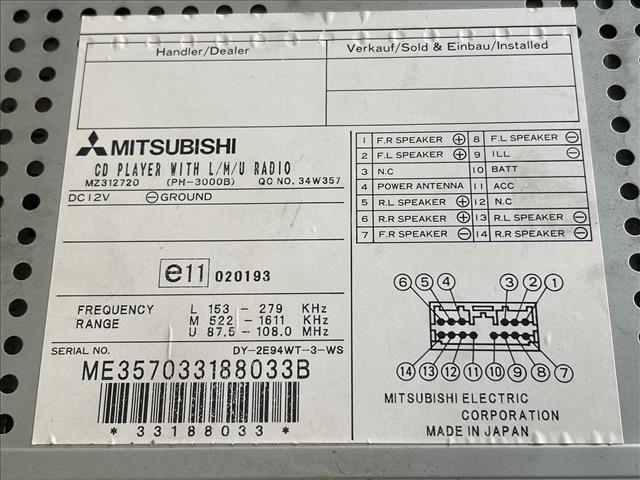 Handler/Dealer
Verkauf/Sold & Einbau/Installed
MITSUBISHI
CD PLAYER WITH L/M/U RADIO
MZ312720 (PH-3000B) QC NO. 34W357
DC12V ⊖ GROUND
e11 020193
FREQUENCY RANGE
L 153 - 279 KHz
M 522 - 1611 KHz
U 87.5 - 108.0 MHz
SERIAL NO. DY-2E94WT-3-WS
ME357033188033B
*33188033*
1 F.R SPEAKER ⊕ 8 F.L SPEAKER ⊖
2 F.L SPEAKER ⊕ 9 ILL ⊖
3 N.C 10 BATT
4 POWER ANTENNA 11 ACC
5 R.L SPEAKER ⊕ 12 N.C
6 R.R SPEAKER ⊕ 13 R.L SPEAKER ⊖
7 F.R SPEAKER ⊖ 14 R.R SPEAKER ⊖
6 5 4 3 2 1
14 13 12 11 10 9 8 7
MITSUBISHI ELECTRIC
CORPORATION
MADE IN JAPAN